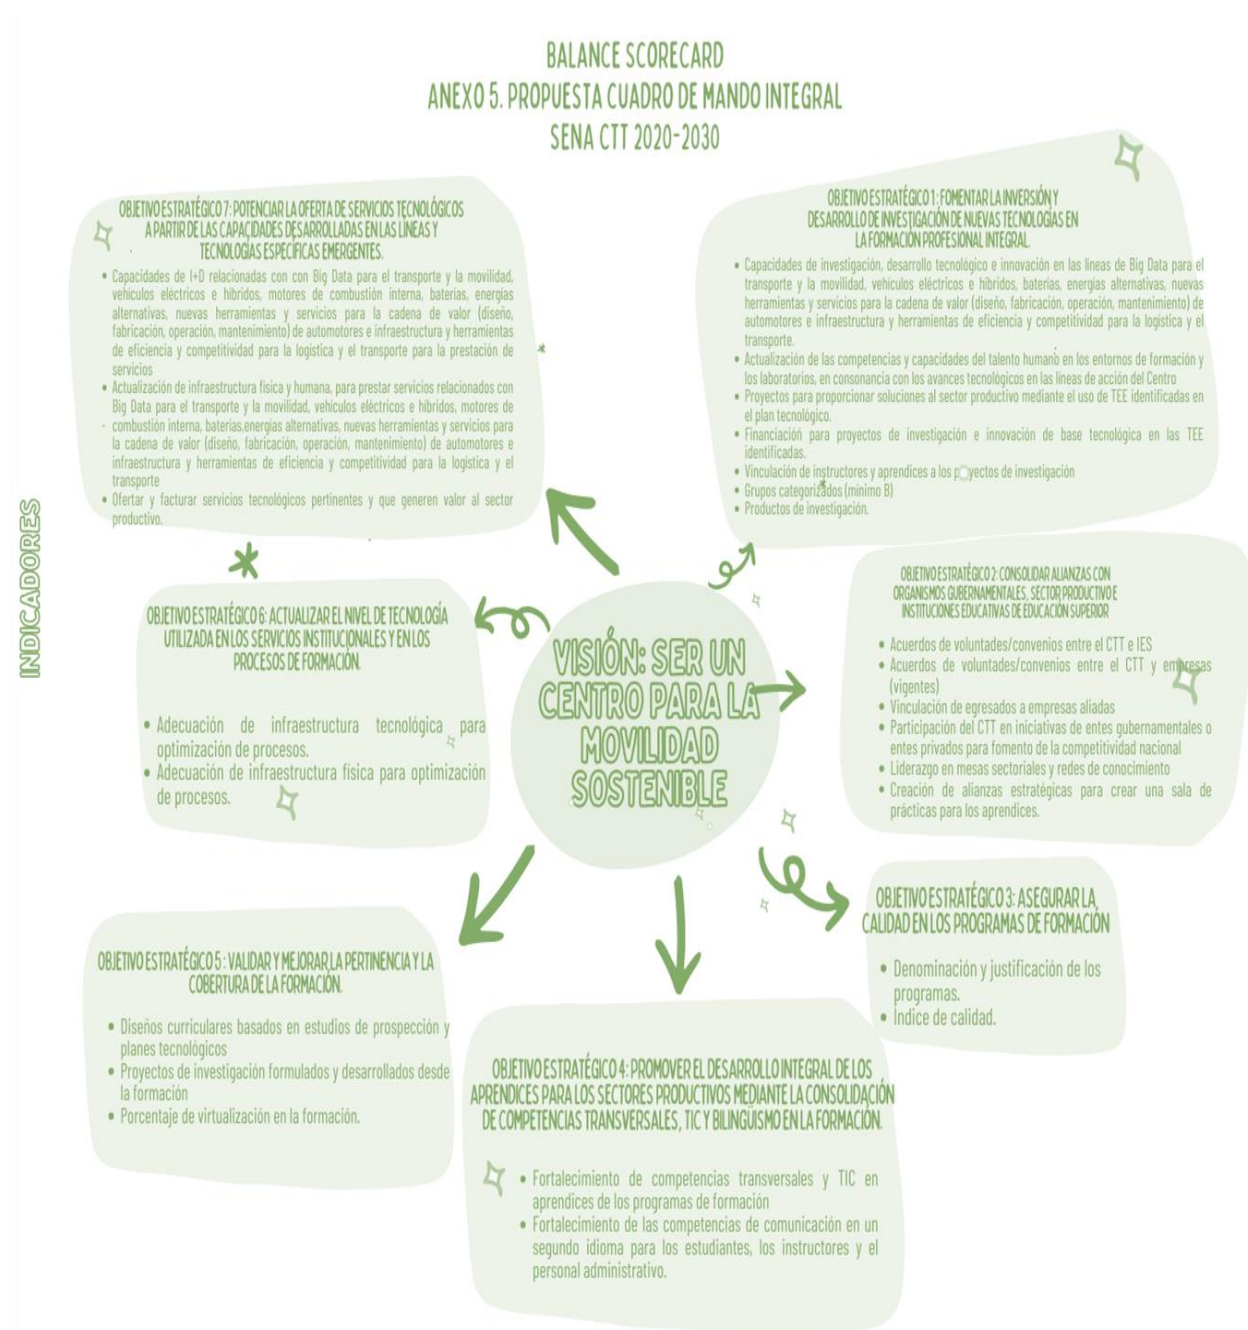 BALANCE SCORECARD
ANEXO 5. PROPUESTA CUADRO DE MANDO INTEGRAL
SENA CTT 2020-2030
OBJETIVO ESTRATÉGICO 7: POTENCIAR LA OFERTA DE SERVICIOS TECNOLÓGICOS
A PARTIR DE LAS CAPACIDADES DESARROLLADAS EN LAS LÍNEAS Y
TECNOLOGÍAS ESPECÍFICAS EMERGENTES.
• Capacidades de I+D relacionadas con con Big Data para el transporte y la movilidad,
vehículos eléctricos e híbridos, motores de combustión interna, baterías, energías
alternativas, nuevas herramientas y servicios para la cadena de valor (diseño,
fabricación, operación, mantenimiento) de automotores e infraestructura y herramientas
de eficiencia y competitividad para la logística y el transporte para la prestación de
servicios
• Actualización de infraestructura física y humana, para prestar servicios relacionados con
Big Data para el transporte y la movilidad, vehículos eléctricos e híbridos, motores de
combustión interna, baterías,energías alternativas, nuevas herramientas y servicios para
la cadena de valor (diseño, fabricación, operación, mantenimiento) de automotores e
infraestructura y herramientas de eficiencia y competitividad para la logística y el
transporte
• Ofertar y facturar servicios tecnológicos pertinentes y que generen valor al sector
productivo.
OBJETIVO ESTRATÉGICO 1: FOMENTAR LA INVERSIÓN Y
DESARROLLO DE INVESTIGACIÓN DE NUEVAS TECNOLOGÍAS EN
LA FORMACIÓN PROFESIONAL INTEGRAL.
• Capacidades de investigación, desarrollo tecnológico e innovación en las líneas de Big Data para el
transporte y la movilidad, vehículos eléctricos e híbridos, baterías, energías alternativas, nuevas
herramientas y servicios para la cadena de valor (diseño, fabricación, operación, mantenimiento) de
automotores e infraestructura y herramientas de eficiencia y competitividad para la logística y el
transporte.
• Actualización de las competencias y capacidades del talento humano en los entornos de formación y
los laboratorios, en consonancia con los avances tecnológicos en las líneas de acción del Centro
• Proyectos para proporcionar soluciones al sector productivo mediante el uso de TEE identificadas en
el plan tecnológico.
• Financiación para proyectos de investigación e innovación de base tecnológica en las TEE
identificadas.
• Vinculación de instructores y aprendices a los proyectos de investigación
• Grupos categorizados (mínimo B)
• Productos de investigación.
INDICADORES
OBJETIVO ESTRATÉGICO 6: ACTUALIZAR EL NIVEL DE TECNOLOGÍA
UTILIZADA EN LOS SERVICIOS INSTITUCIONALES Y EN LOS
PROCESOS DE FORMACIÓN.
• Adecuación de infraestructura tecnológica para
optimización de procesos.
• Adecuación de infraestructura física para optimización
de procesos.
VISIÓN: SER UN
CENTRO PARA LA
MOVILIDAD
SOSTENIBLE
OBJETIVO ESTRATÉGICO 2: CONSOLIDAR ALIANZAS CON
ORGANISMOS GUBERNAMENTALES, SECTOR PRODUCTIVO E
INSTITUCIONES EDUCATIVAS DE EDUCACIÓN SUPERIOR
• Acuerdos de voluntades/convenios entre el CTT e IES
• Acuerdos de voluntades/convenios entre el CTT y empresas
(vigentes)
• Vinculación de egresados a empresas aliadas
• Participación del CTT en iniciativas de entes gubernamentales o
entes privados para fomento de la competitividad nacional
• Liderazgo en mesas sectoriales y redes de conocimiento
• Creación de alianzas estratégicas para crear una sala de
prácticas para los aprendices.
OBJETIVO ESTRATÉGICO 3: ASEGURAR LA
CALIDAD EN LOS PROGRAMAS DE FORMACIÓN
• Denominación y justificación de los
programas.
• Índice de calidad.
OBJETIVO ESTRATÉGICO 5 : VALIDAR Y MEJORAR LA PERTINENCIA Y LA
COBERTURA DE LA FORMACIÓN.
• Diseños curriculares basados en estudios de prospección y
planes tecnológicos
• Proyectos de investigación formulados y desarrollados desde
la formación
• Porcentaje de virtualización en la formación.
OBJETIVO ESTRATÉGICO 4: PROMOVER EL DESARROLLO INTEGRAL DE LOS
APRENDICES PARA LOS SECTORES PRODUCTIVOS MEDIANTE LA CONSOLIDACIÓN
DE COMPETENCIAS TRANSVERSALES, TIC Y BILINGÜISMO EN LA FORMACIÓN.
• Fortalecimiento de competencias transversales y TIC en
aprendices de los programas de formación
• Fortalecimiento de las competencias de comunicación en un
segundo idioma para los estudiantes, los instructores y el
personal administrativo.